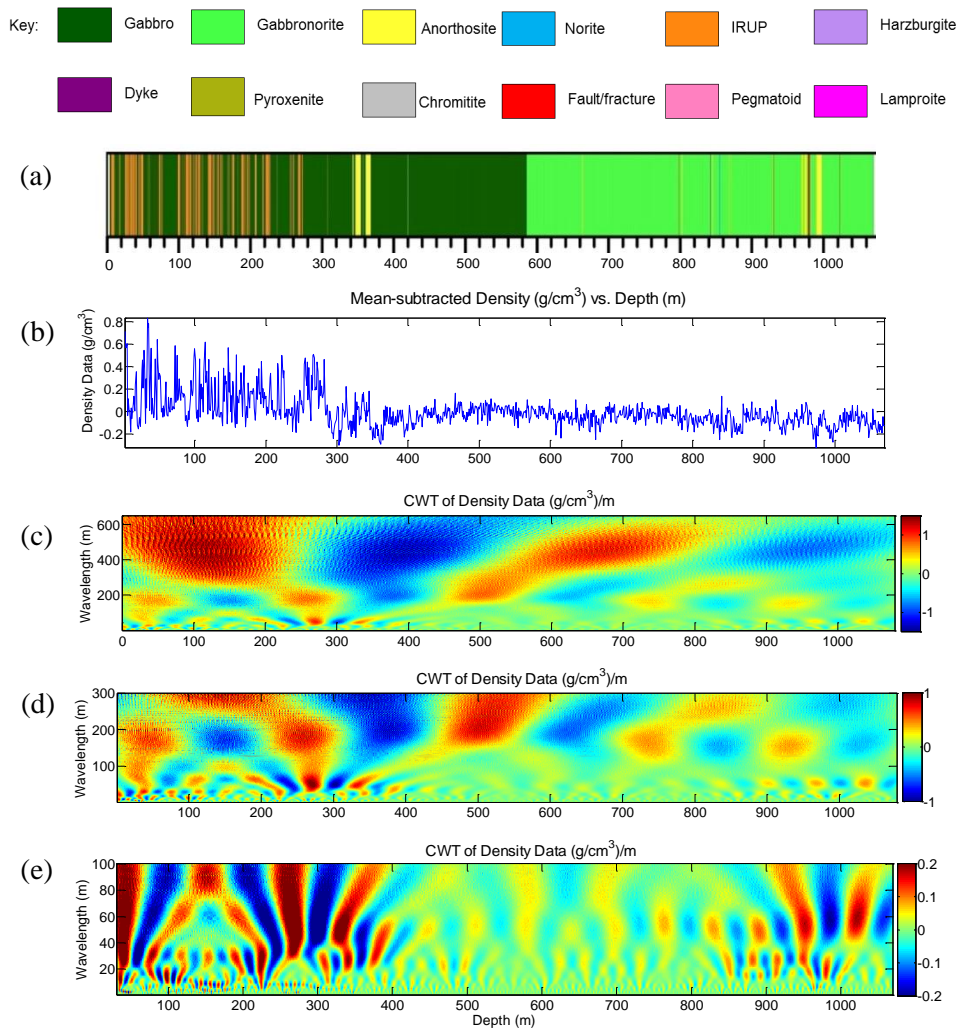 Key: Gabbro Gabbronorite Anorthosite Norite IRUP Harzburgite
Dyke Pyroxenite Chromitite Fault/fracture Pegmatoid Lamproite
(a)
0 100 200 300 400 500 600 700 800 900 1000
Mean-subtracted Density (g/cm³) vs. Depth (m)
(b)
Density Data (g/cm³)
0.8
0.6
0.4
0.2
0
-0.2
100 200 300 400 500 600 700 800 900 1000
CWT of Density Data (g/cm³)/m
(c)
Wavelength (m)
600
400
200
0 100 200 300 400 500 600 700 800 900 1000
1
0
-1
CWT of Density Data (g/cm³)/m
(d)
Wavelength (m)
300
200
100
100 200 300 400 500 600 700 800 900 1000
1
0
-1
CWT of Density Data (g/cm³)/m
(e)
Wavelength (m)
100
80
60
40
20
100 200 300 400 500 600 700 800 900 1000
Depth (m)
0.2
0.1
0
-0.1
-0.2